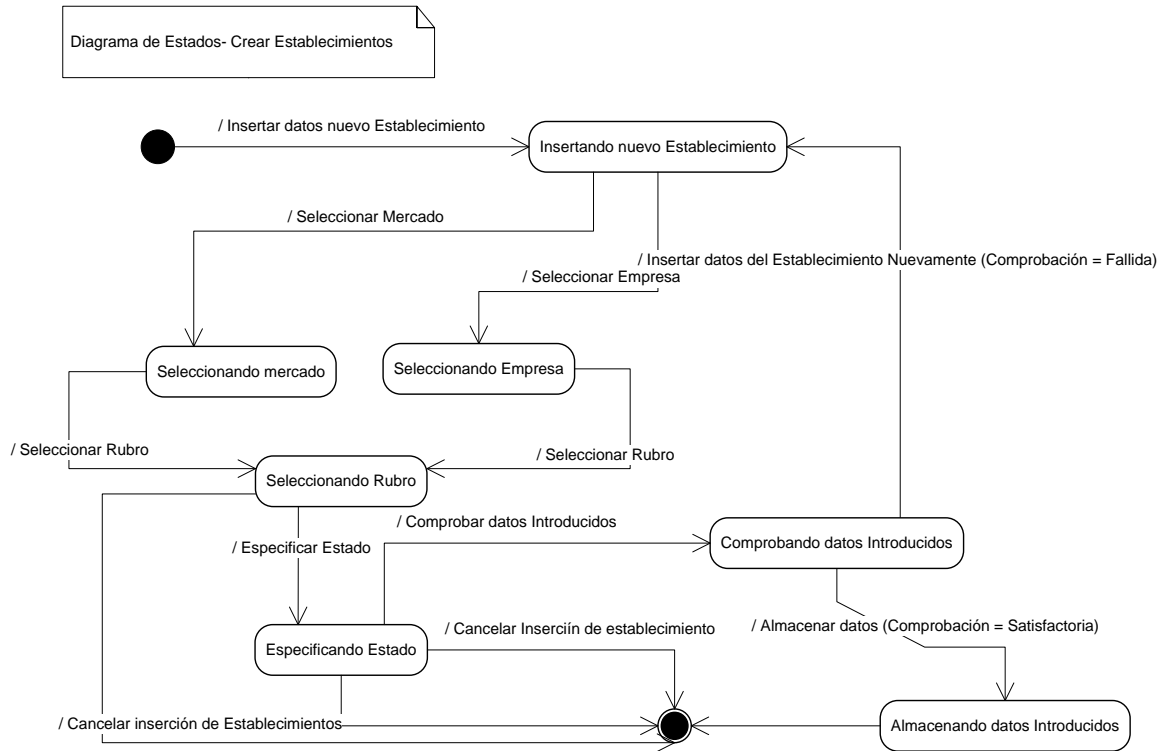 Diagrama de Estados- Crear Establecimientos
/ Insertar datos nuevo Establecimiento
Insertando nuevo Establecimiento
/ Seleccionar Mercado
/ Insertar datos del Establecimiento Nuevamente (Comprobación = Fallida)
/ Seleccionar Empresa
Seleccionando mercado
Seleccionando Empresa
/ Seleccionar Rubro
/ Seleccionar Rubro
Seleccionando Rubro
/ Comprobar datos Introducidos
Comprobando datos Introducidos
/ Especificar Estado
/ Cancelar Inserciín de establecimiento
/ Almacenar datos (Comprobación = Satisfactoria)
Especificando Estado
/ Cancelar inserción de Establecimientos
Almacenando datos Introducidos